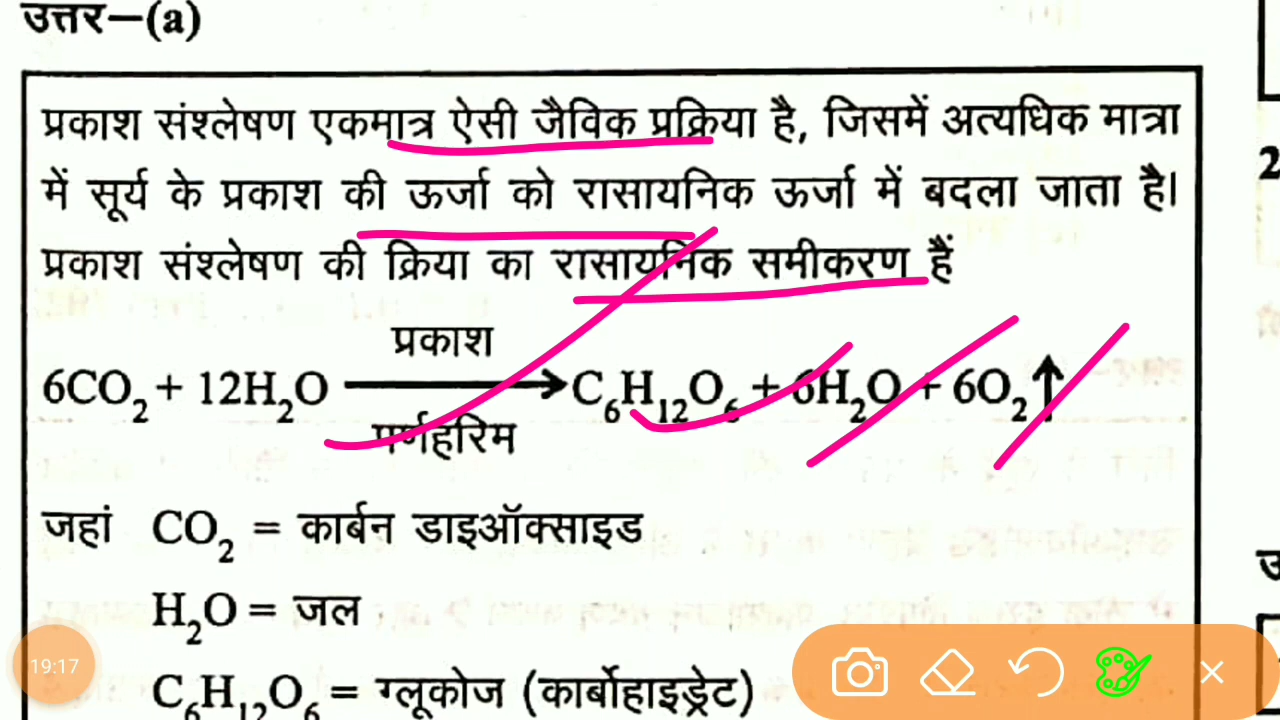 उत्तर—(a)
प्रकाश संश्लेषण एकमात्र ऐसी जैविक प्रक्रिया है, जिसमें अत्यधिक मात्रा
में सूर्य के प्रकाश की ऊर्जा को रासायनिक ऊर्जा में बदला जाता है।
प्रकाश संश्लेषण की क्रिया का रासायनिक समीकरण हैं
प्रकाश
6CO₂ + 12H₂O ⟶ C₆H₁₂O₆ + 6H₂O + 6O₂↑
पर्णहरिम
जहां CO₂ = कार्बन डाइऑक्साइड
H₂O = जल
C₆H₁₂O₆ = ग्लूकोज (कार्बोहाइड्रेट)
19:17
2
उ